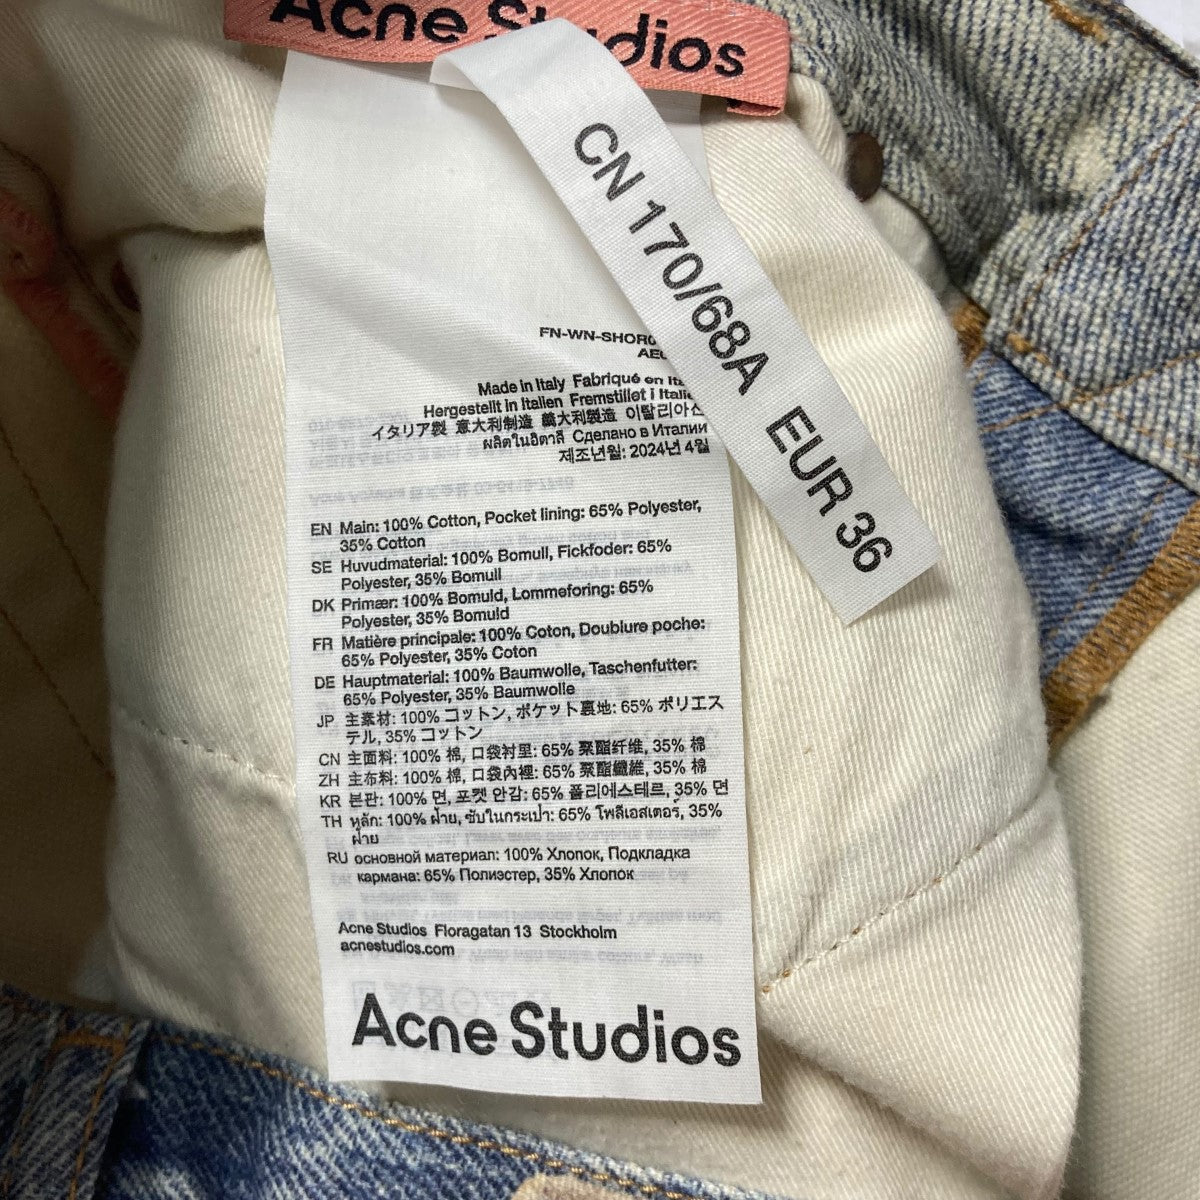 Acne Studios
CN 170/68A EUR 36
FN-WN-SHOR
Made in Italy Fabriqué en
Hergestellt in Italien Fremstillet i
イタリア製 意大利制造 義大利製造
ผลิตในอิตาลี Сделано в Италии
제조년월: 2024년 4월
EN Main: 100% Cotton, Pocket lining: 65% Polyester,
35% Cotton
SE Huvudmaterial: 100% Bomull, Fickfoder: 65%
Polyester, 35% Bomull
DK Primær: 100% Bomuld, Lommeforing: 65%
Polyester, 35% Bomuld
FR Matière principale: 100% Coton, Doublure poche:
65% Polyester, 35% Coton
DE Hauptmaterial: 100% Baumwolle, Taschenfutter:
65% Polyester, 35% Baumwolle
JP 主素材: 100% コットン, ポケット裏地: 65% ポリエス
テル, 35% コットン
CN 主面料: 100% 棉, 口袋衬里: 65% 聚酯纤维, 35% 棉
ZH 主布料: 100% 棉, 口袋內裡: 65% 聚酯纖維, 35% 棉
KR 본판: 100% 면, 포켓 안감: 65% 폴리에스테르, 35% 면
TH หลัก: 100% ฝ้าย, ซับในกระเป๋า: 65% โพลีเอสเตอร์, 35%
ฝ้าย
RU основной материал: 100% Хлопок, Подкладка
кармана: 65% Полиэстер, 35% Хлопок
Acne Studios Floragatan 13 Stockholm
acnestudios.com
Acne Studios